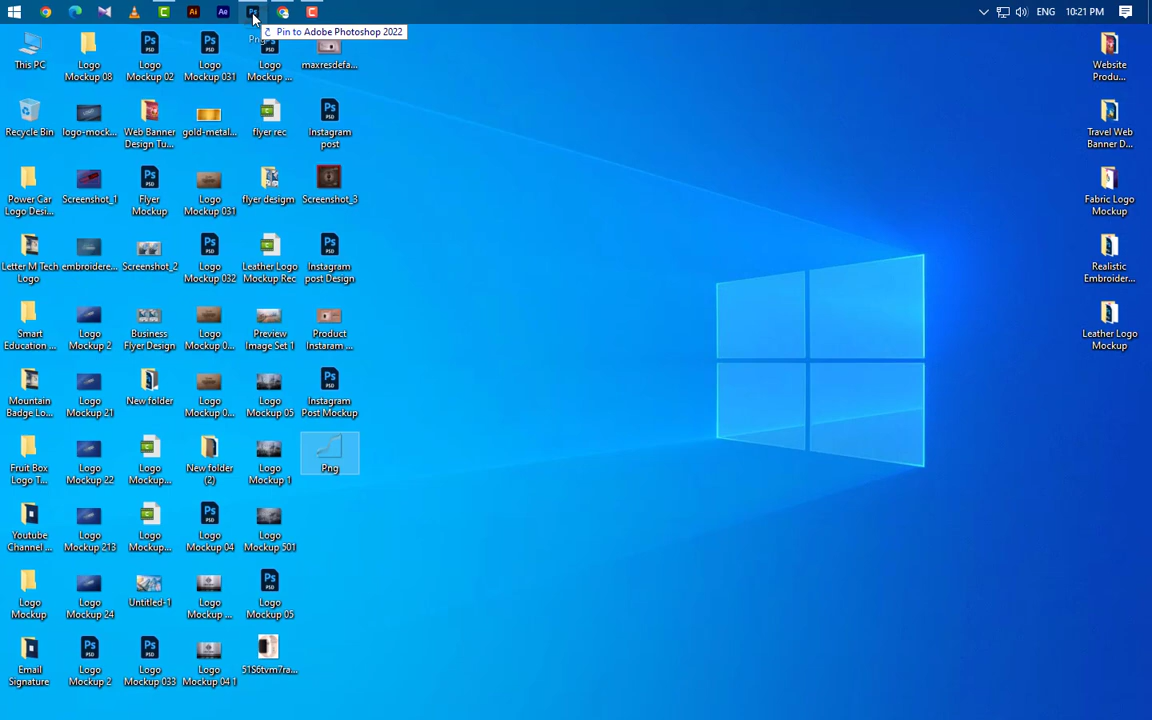 Ai
Ae
Ps
Pin to Adobe Photoshop 2022
ENG
10:21 PM
This PC
Logo Mockup 08
Logo Mockup 02
Logo Mockup 031
Logo Mockup ...
maxresdefa...
Recycle Bin
logo-mock...
Web Banner Design Tu...
gold-metal...
flyer rec
Instagram post
Power Car Logo Desi...
Screenshot_1
Flyer Mockup
Logo Mockup 031
flyer desigm
Screenshot_3
Letter M Tech Logo
embroidere...
Screenshot_2
Logo Mockup 032
Leather Logo Mockup Rec
Instagram post Design
Smart Education ...
Logo Mockup 2
Business Flyer Design
Logo Mockup 0...
Preview Image Set 1
Product Instaram ...
Mountain Badge Lo...
Logo Mockup 21
New folder
Logo Mockup 0...
Logo Mockup 05
Instagram Post Mockup
Fruit Box Logo T...
Logo Mockup 22
Logo Mockup...
New folder (2)
Logo Mockup 1
Png
Youtube Channel ...
Logo Mockup 213
Logo Mockup...
Logo Mockup 04
Logo Mockup 501
Logo Mockup
Logo Mockup 24
Untitled-1
Logo Mockup ...
Logo Mockup 05
Email Signature
Logo Mockup 2
Logo Mockup 033
Logo Mockup 04 1
51S6tvm7ra...
Website Produ...
Travel Web Banner D...
Fabric Logo Mockup
Realistic Embroider...
Leather Logo Mockup